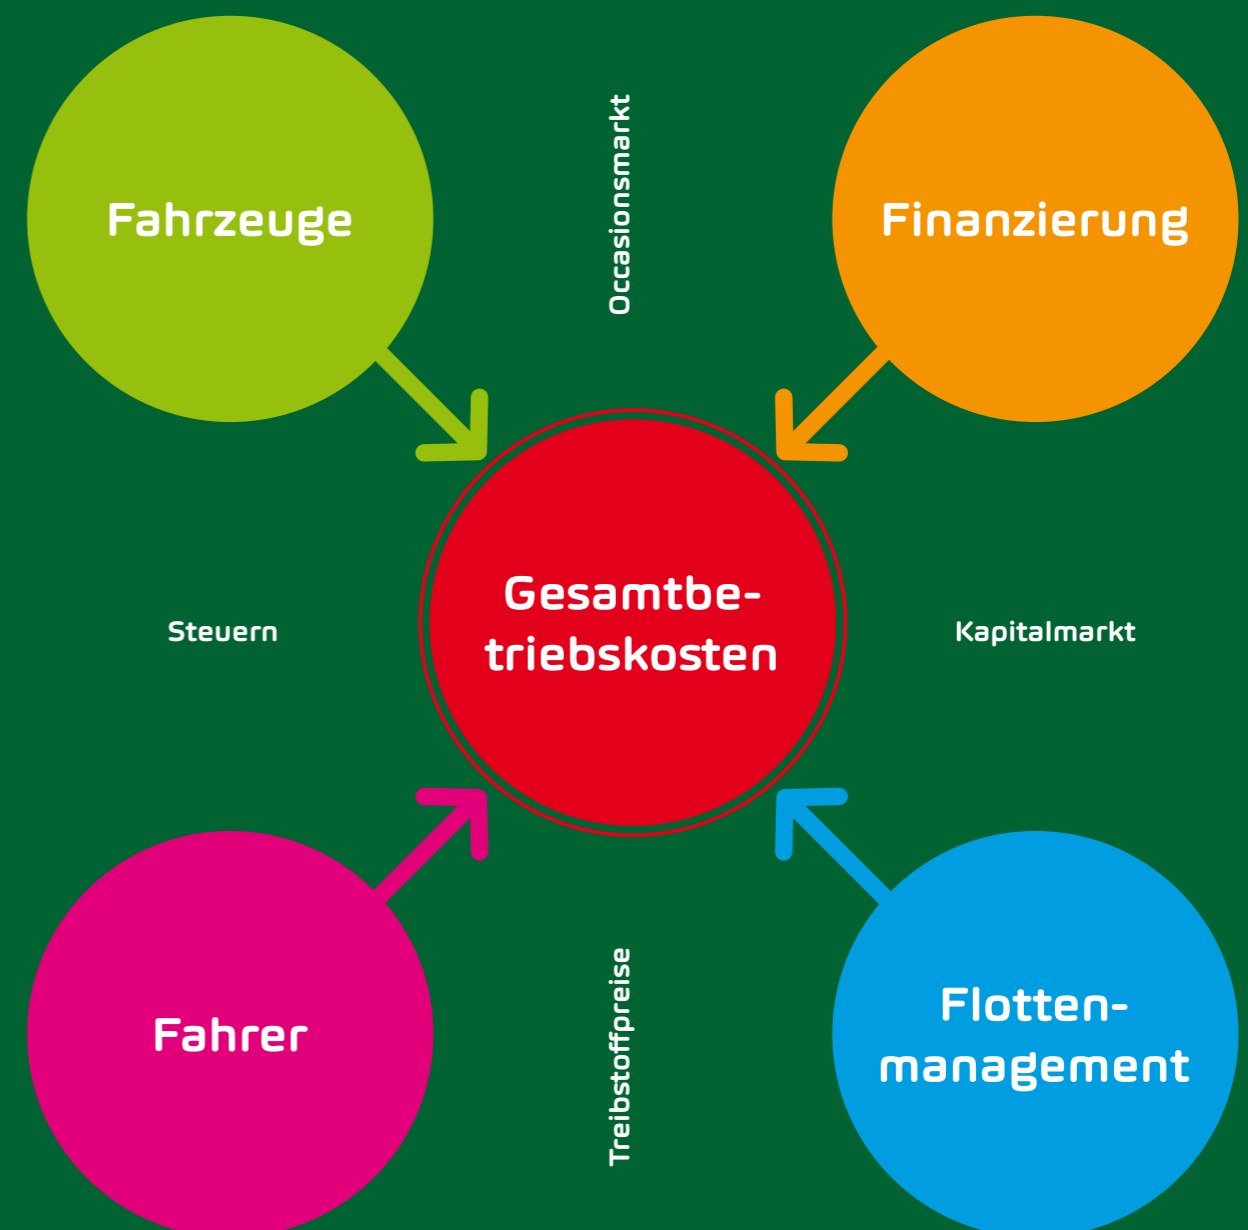 Fahrzeuge
Occasionsmarkt
Finanzierung
Gesamtbe-
triebskosten
Steuern
Kapitalmarkt
Fahrer
Treibstoffpreise
Flotten-
management